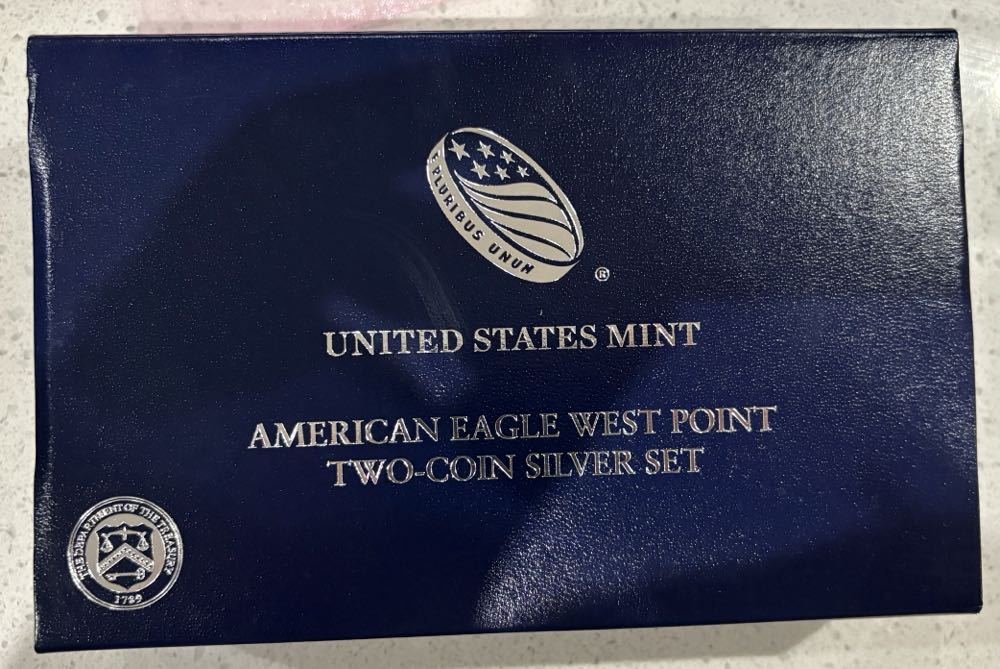 E PLURIBUS UNUM
®
UNITED STATES MINT
AMERICAN EAGLE WEST POINT
TWO-COIN SILVER SET
THE DEPARTMENT OF THE TREASURY
1789